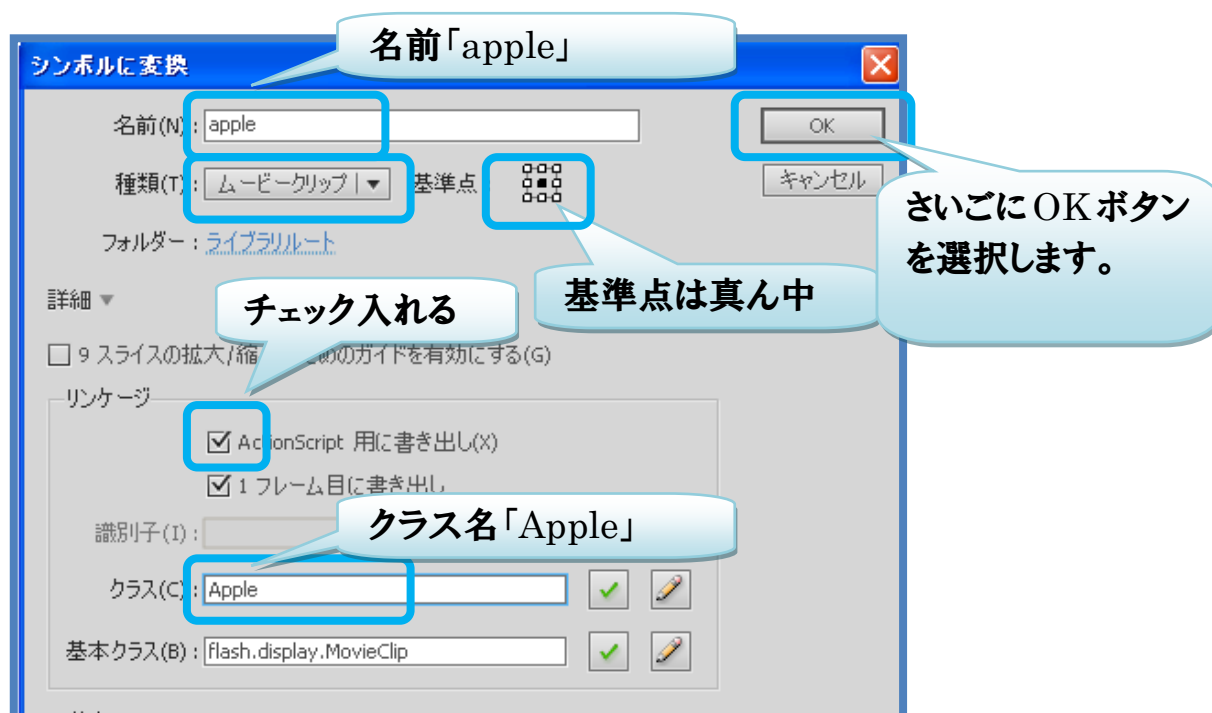 名前「apple」
シンボルに変換
名前(N): apple
OK
種類(T): ムービークリップ
基準点
キャンセル
さいごにOKボタン
を選択します。
フォルダー: ライブラリルート
基準点は真ん中
詳細
チェック入れる
9 スライスの拡大/縮
めのガイドを有効にする(G)
リンケージ
ActionScript 用に書き出し(X)
1 フレーム目に書き出し
クラス名「Apple」
識別子(I):
クラス(C): Apple
基本クラス(B): flash.display.MovieClip